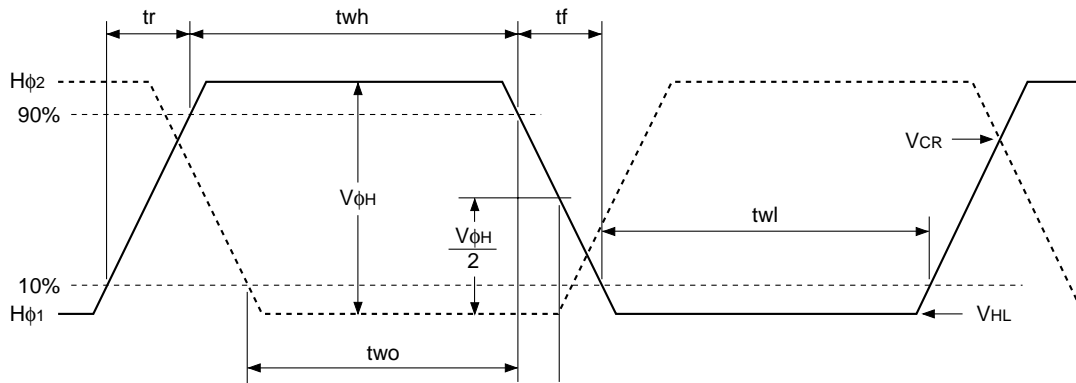 tr
twh
tf
Hϕ2
90%
VCR
VϕH
twl
VϕH
2
10%
Hϕ1
VHL
two